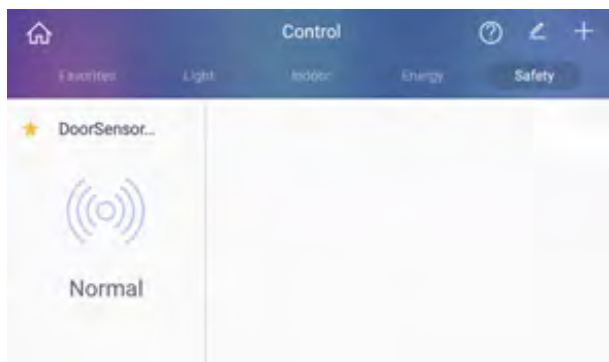 Control
Favorites Light Indoor Energy Safety
DoorSensor...
Normal